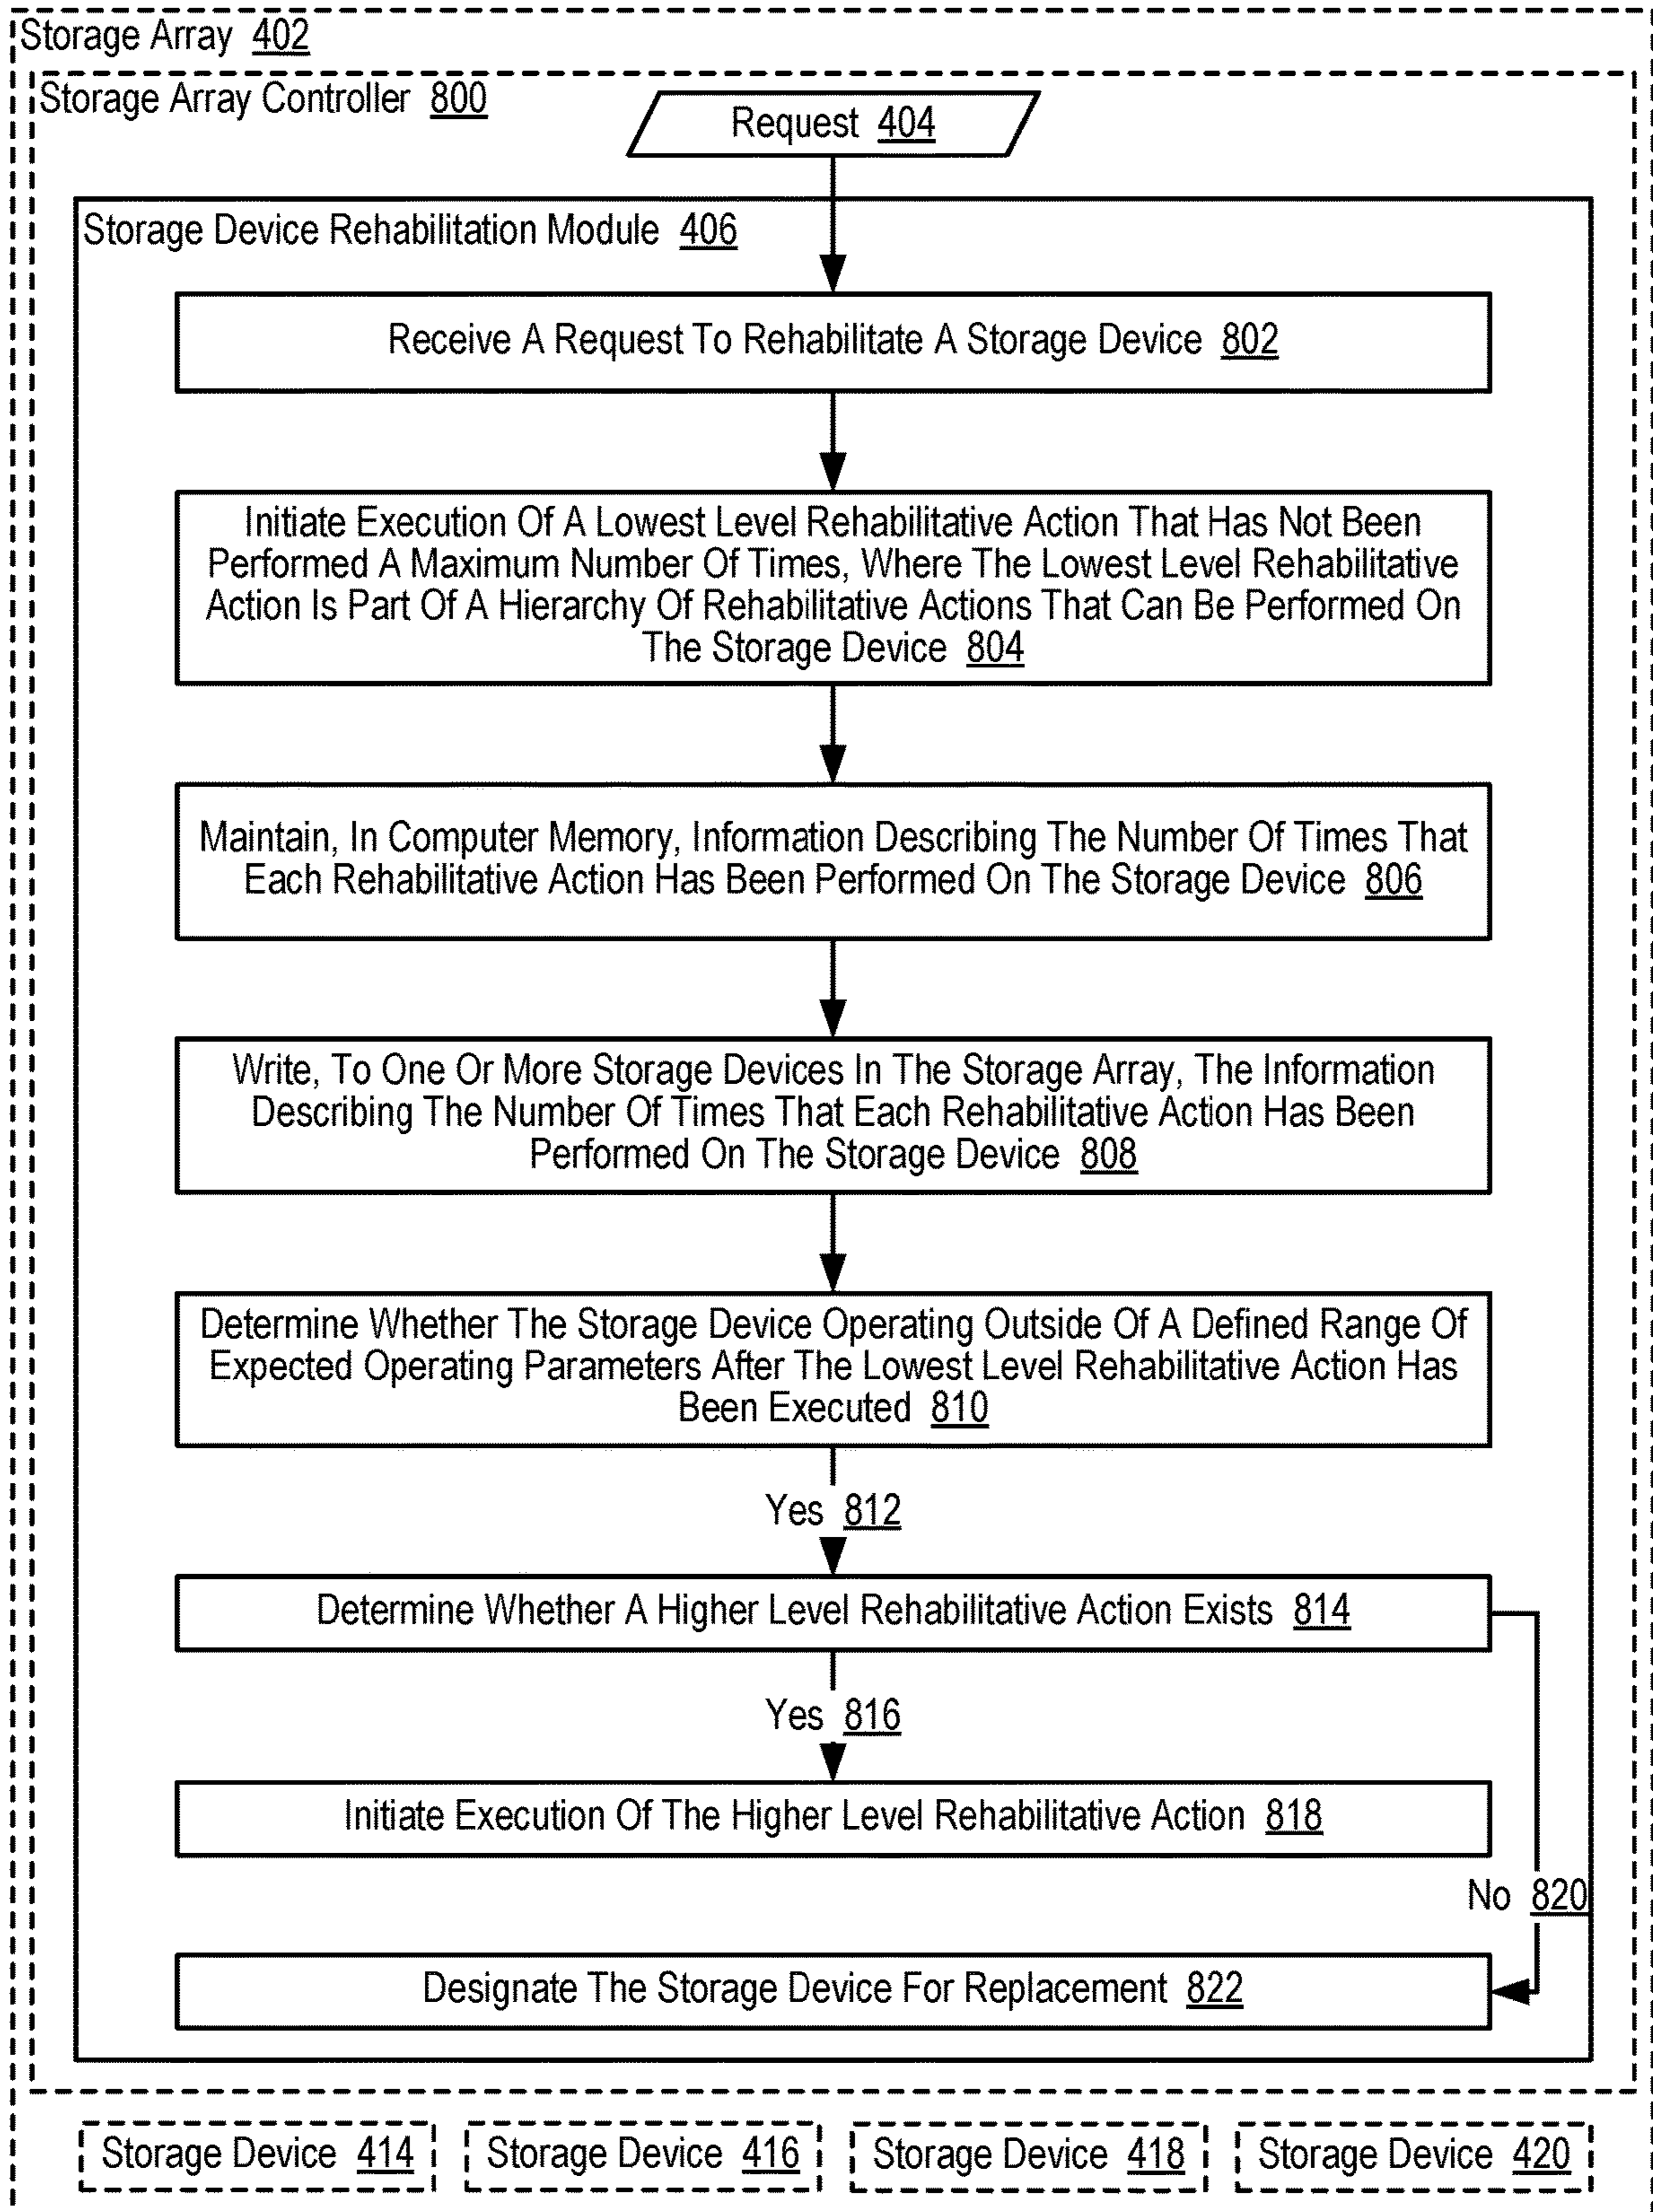 Storage Array 402
Storage Array Controller 800
Request 404
Storage Device Rehabilitation Module 406
Receive A Request To Rehabilitate A Storage Device 802
Initiate Execution Of A Lowest Level Rehabilitative Action That Has Not Been
Performed A Maximum Number Of Times, Where The Lowest Level Rehabilitative
Action Is Part Of A Hierarchy Of Rehabilitative Actions That Can Be Performed On
The Storage Device 804
Maintain, In Computer Memory, Information Describing The Number Of Times That
Each Rehabilitative Action Has Been Performed On The Storage Device 806
Write, To One Or More Storage Devices In The Storage Array, The Information
Describing The Number Of Times That Each Rehabilitative Action Has Been
Performed On The Storage Device 808
Determine Whether The Storage Device Operating Outside Of A Defined Range Of
Expected Operating Parameters After The Lowest Level Rehabilitative Action Has
Been Executed 810
Yes 812
Determine Whether A Higher Level Rehabilitative Action Exists 814
Yes 816
Initiate Execution Of The Higher Level Rehabilitative Action 818
No 820
Designate The Storage Device For Replacement 822
Storage Device 414
Storage Device 416
Storage Device 418
Storage Device 420